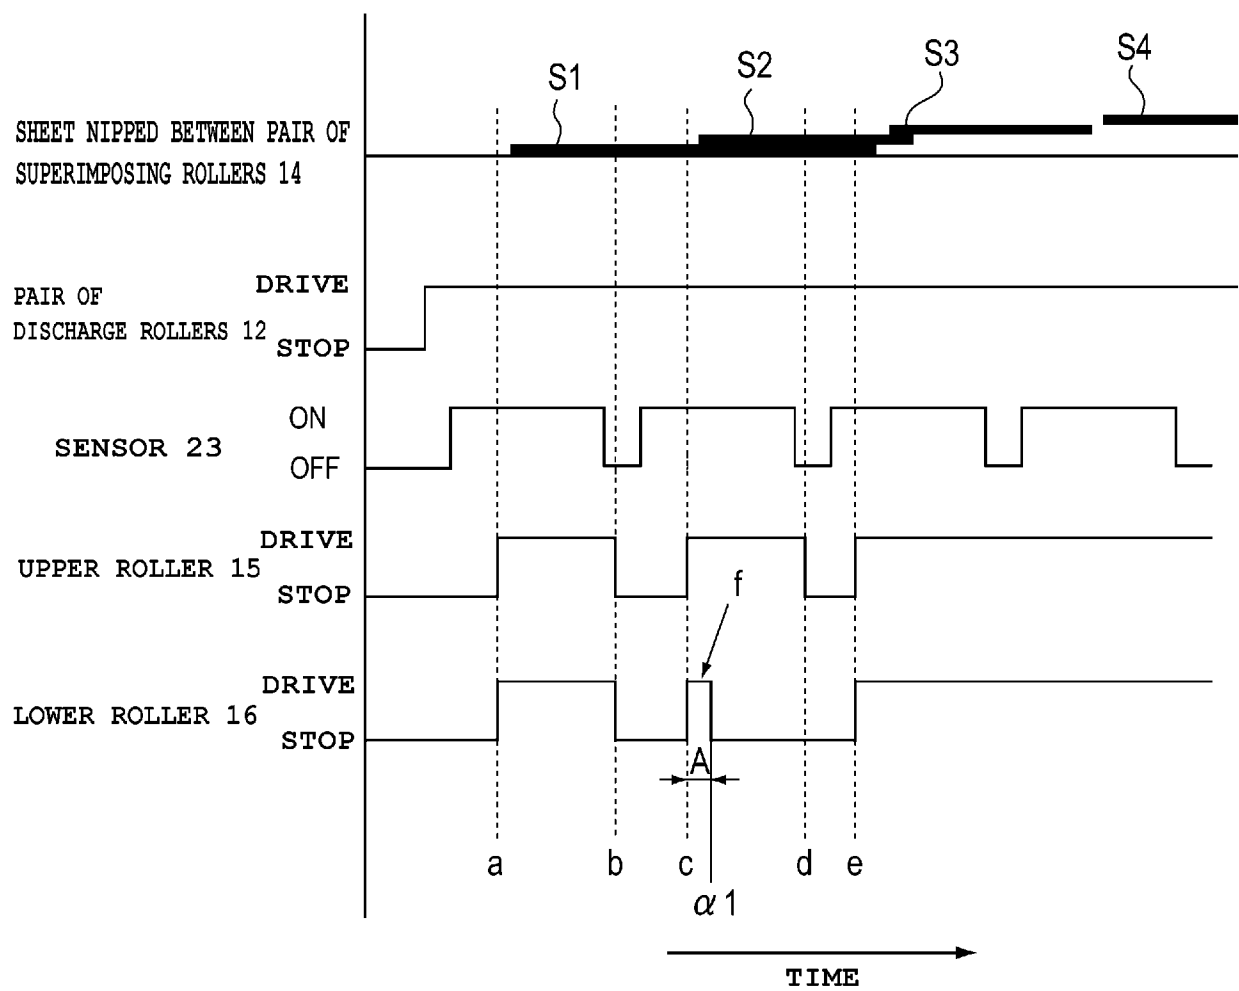 S1
S2
S3
S4
SHEET NIPPED BETWEEN PAIR OF
SUPERIMPOSING ROLLERS 14
DRIVE
PAIR OF
DISCHARGE ROLLERS 12
STOP
ON
SENSOR 23
OFF
DRIVE
UPPER ROLLER 15
STOP
f
DRIVE
LOWER ROLLER 16
STOP
A
a
b
c
d
e
α1
TIME